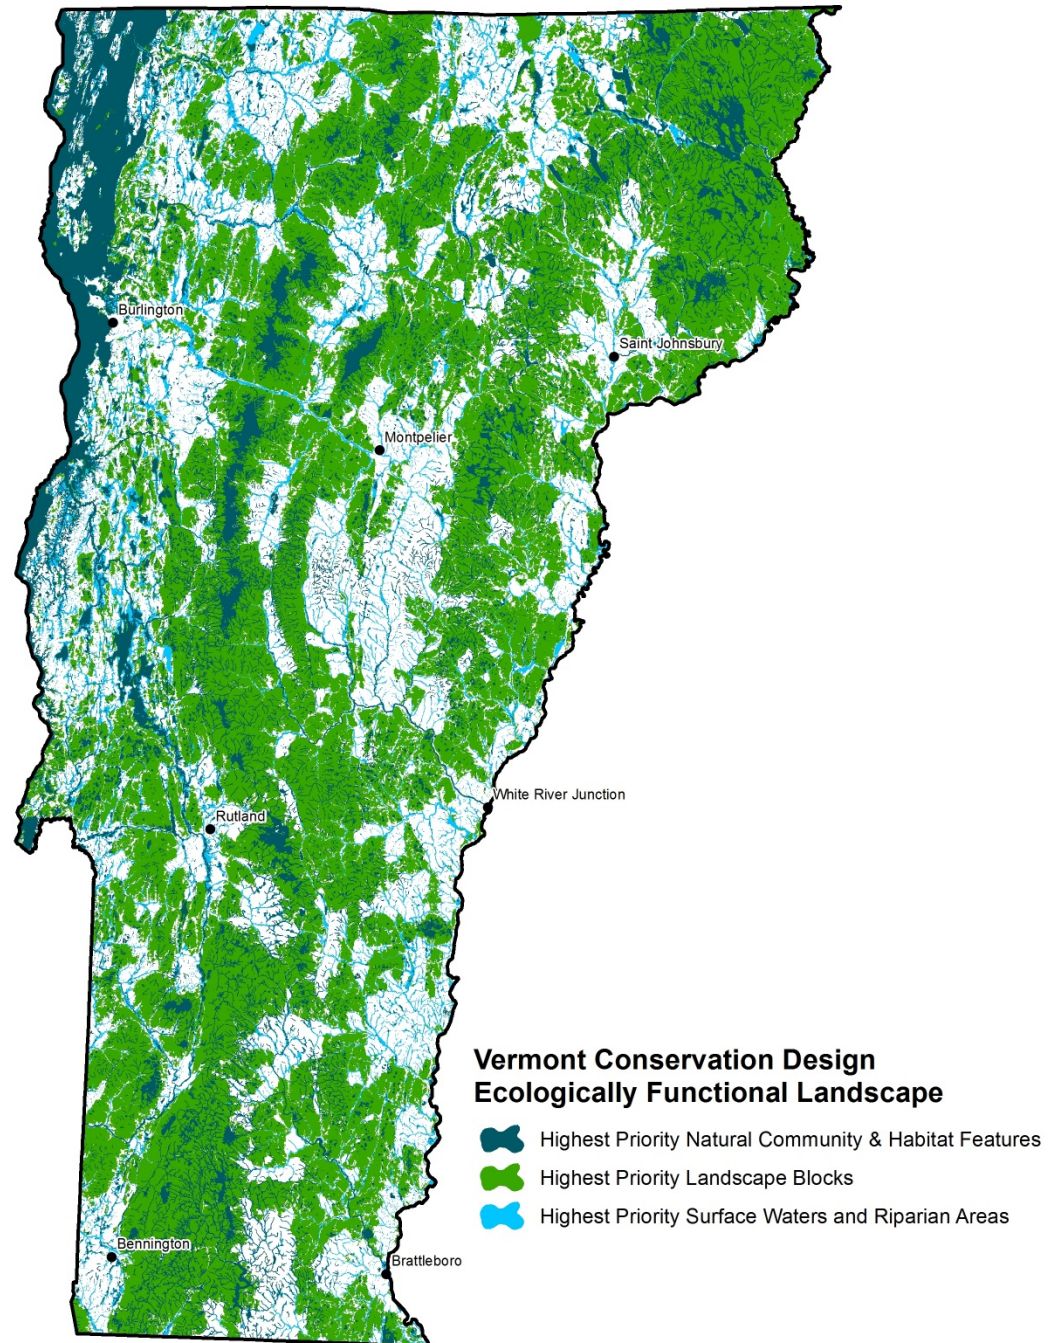 Burlington
Saint Johnsbury
Montpelier
White River Junction
Rutland
Vermont Conservation Design
Ecologically Functional Landscape
Highest Priority Natural Community & Habitat Features
Highest Priority Landscape Blocks
Highest Priority Surface Waters and Riparian Areas
Bennington
Brattleboro